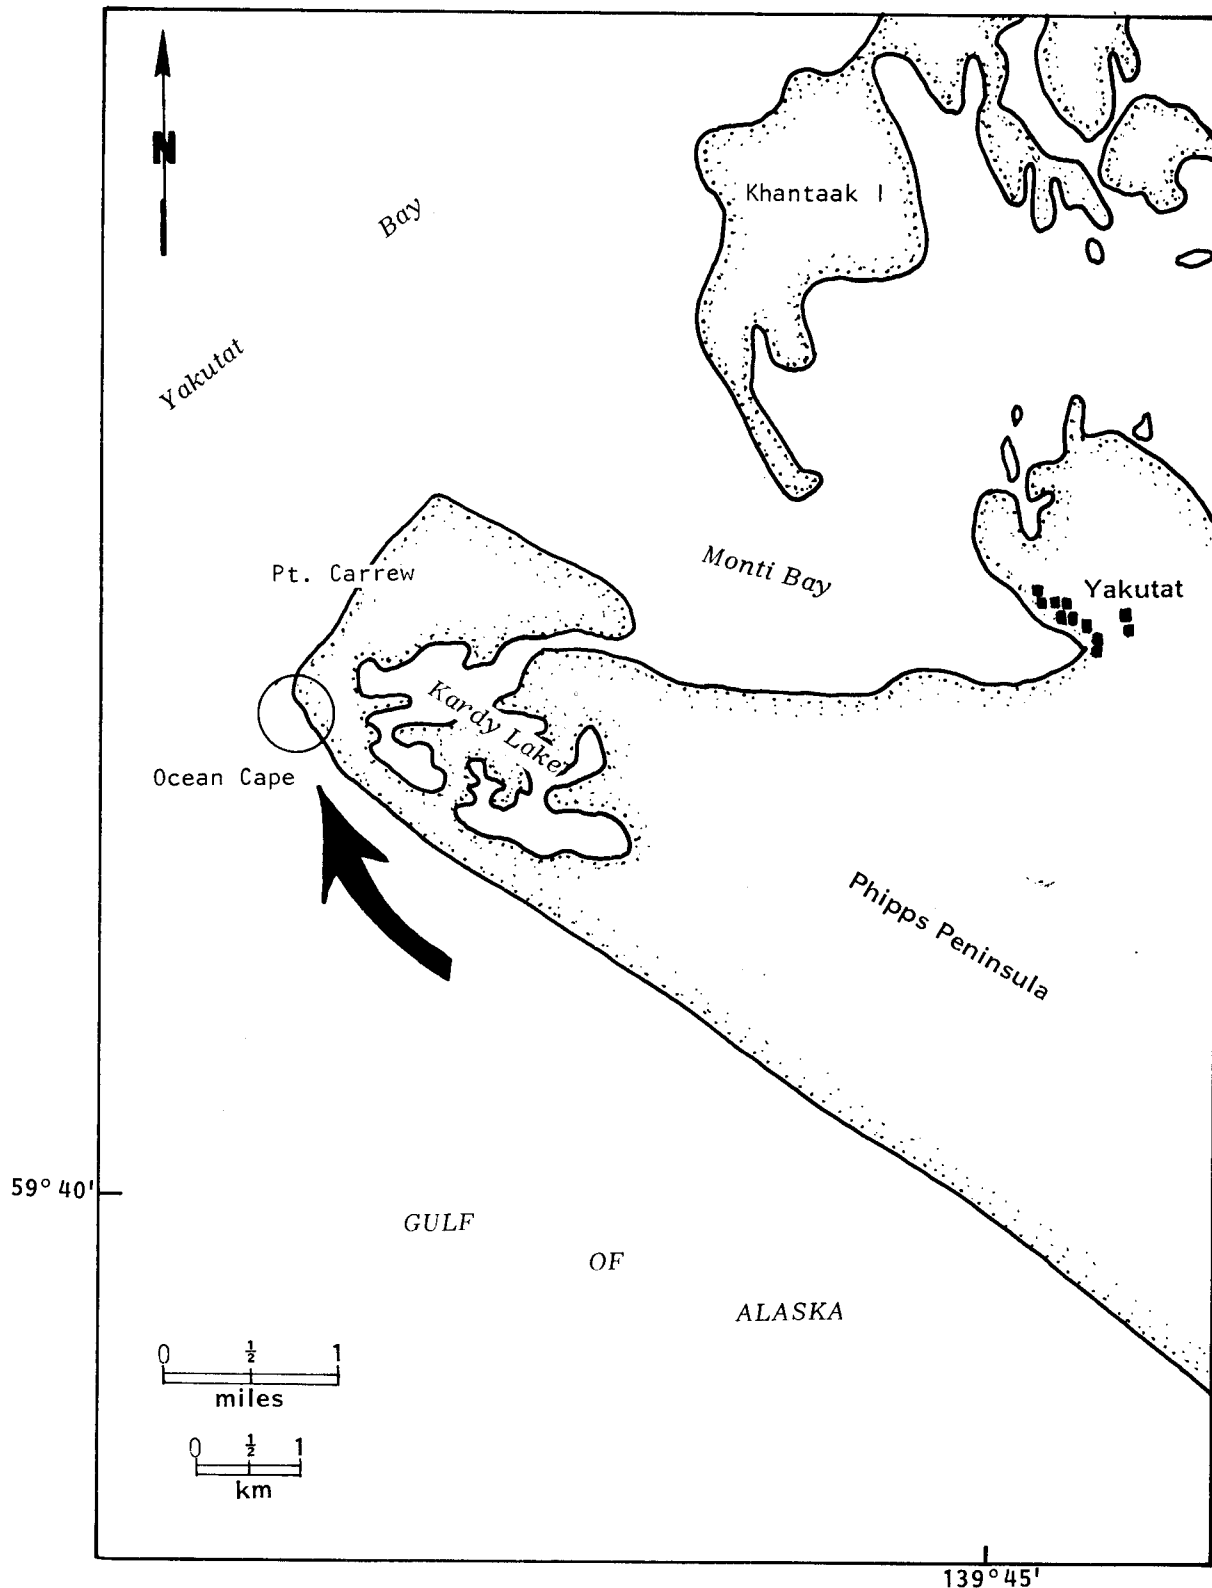 N
Khantaak I
Bay
Yakutat
Monti Bay
Pt. Carrew
Yakutat
Kardy Lake
Ocean Cape
Phipps Peninsula
59° 40'
GULF
OF
ALASKA
0 ½ 1
miles
0 ½ 1
km
139° 45'